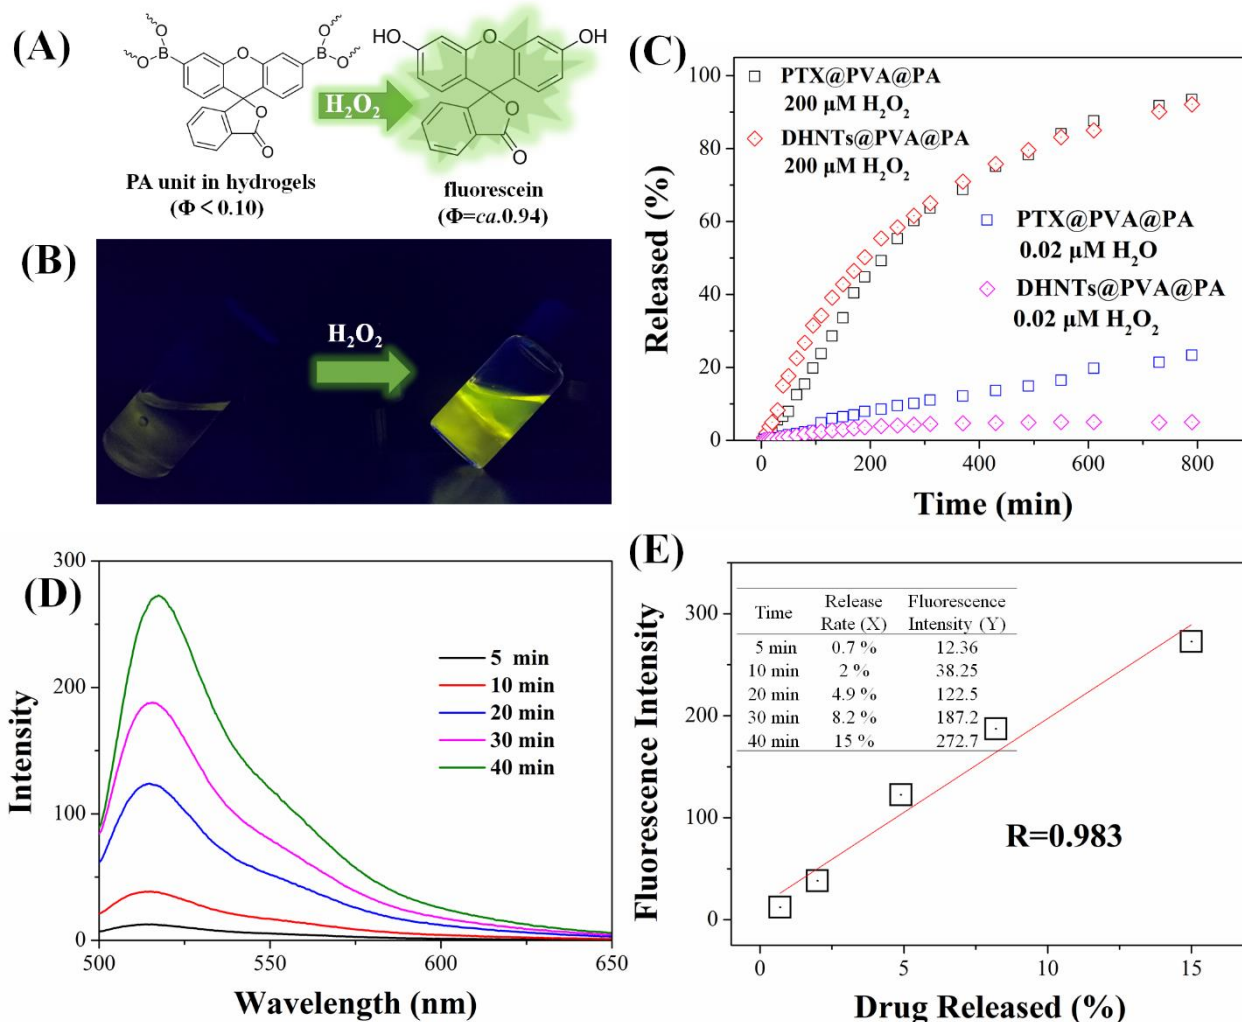 (A)
O
B
O
O
B
O
O
O
O
PA unit in hydrogels
(Φ < 0.10)
H₂O₂
HO
O
OH
O
O
fluorescein
(Φ=ca.0.94)
(B)
H₂O₂
(C)
Released (%)
100
80
60
40
20
0
PTX@PVA@PA
200 μM H₂O₂
DHNTs@PVA@PA
200 μM H₂O₂
PTX@PVA@PA
0.02 μM H₂O
DHNTs@PVA@PA
0.02 μM H₂O₂
0 200 400 600 800
Time (min)
(D)
Intensity
300
200
100
0
5 min
10 min
20 min
30 min
40 min
500 550 600 650
Wavelength (nm)
(E)
Fluorescence Intensity
300
200
100
0
Time Release Rate (X) Fluorescence Intensity (Y)
5 min 0.7 % 12.36
10 min 2 % 38.25
20 min 4.9 % 122.5
30 min 8.2 % 187.2
40 min 15 % 272.7
R=0.983
0 5 10 15
Drug Released (%)